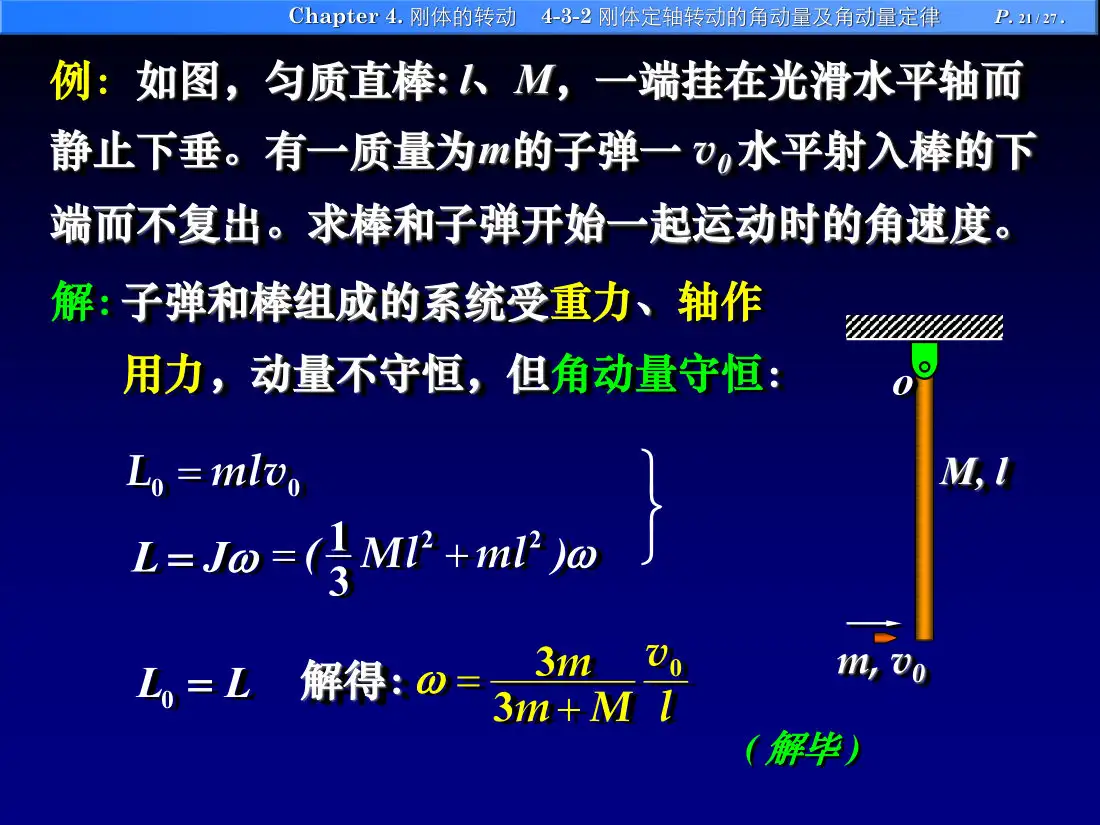 Chapter 4. 刚体的转动 4-3-2 刚体定轴转动的角动量及角动量定律 P. 21 / 27 .
例：如图，匀质直棒: l、M，一端挂在光滑水平轴而
静止下垂。有一质量为m的子弹一 v₀ 水平射入棒的下
端而不复出。求棒和子弹开始一起运动时的角速度。
解：子弹和棒组成的系统受重力、轴作
用力，动量不守恒，但角动量守恒：
o
L₀ = mlv₀
M, l
L = Jω = ( 1/3 Ml² + ml² )ω
m, v₀
L₀ = L 解得： ω = 3m/(3m + M) v₀/l
( 解毕 )